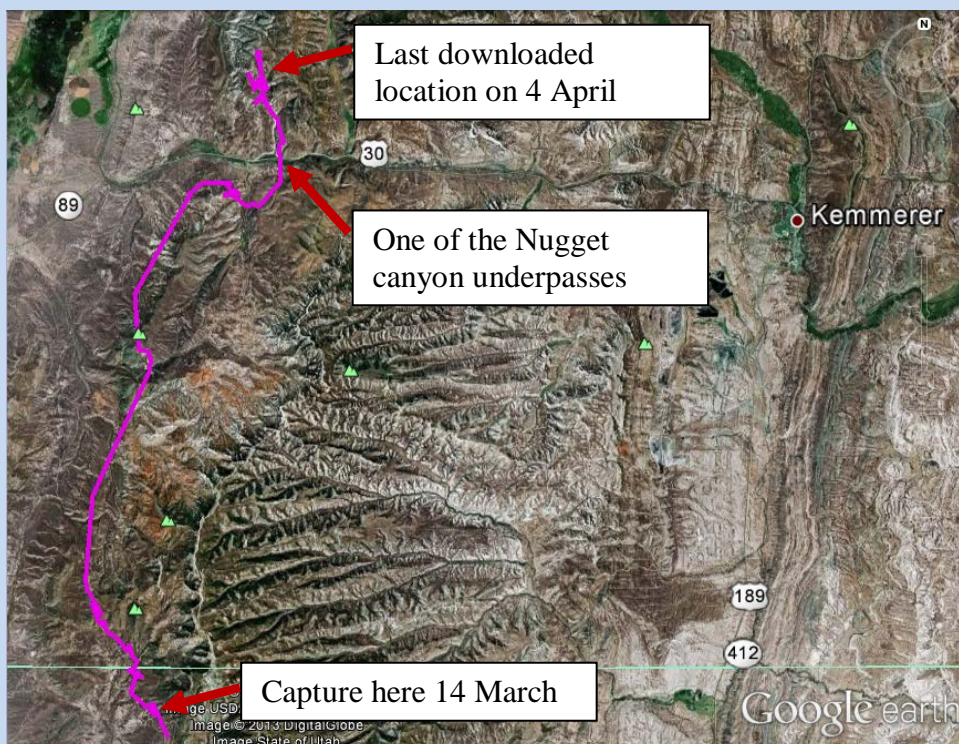 N
Last downloaded
location on 4 April
30
89
Kemmerer
One of the Nugget
canyon underpasses
189
412
Capture here 14 March
Image © 2013 DigitalGlobe
Image State of Utah
Google earth